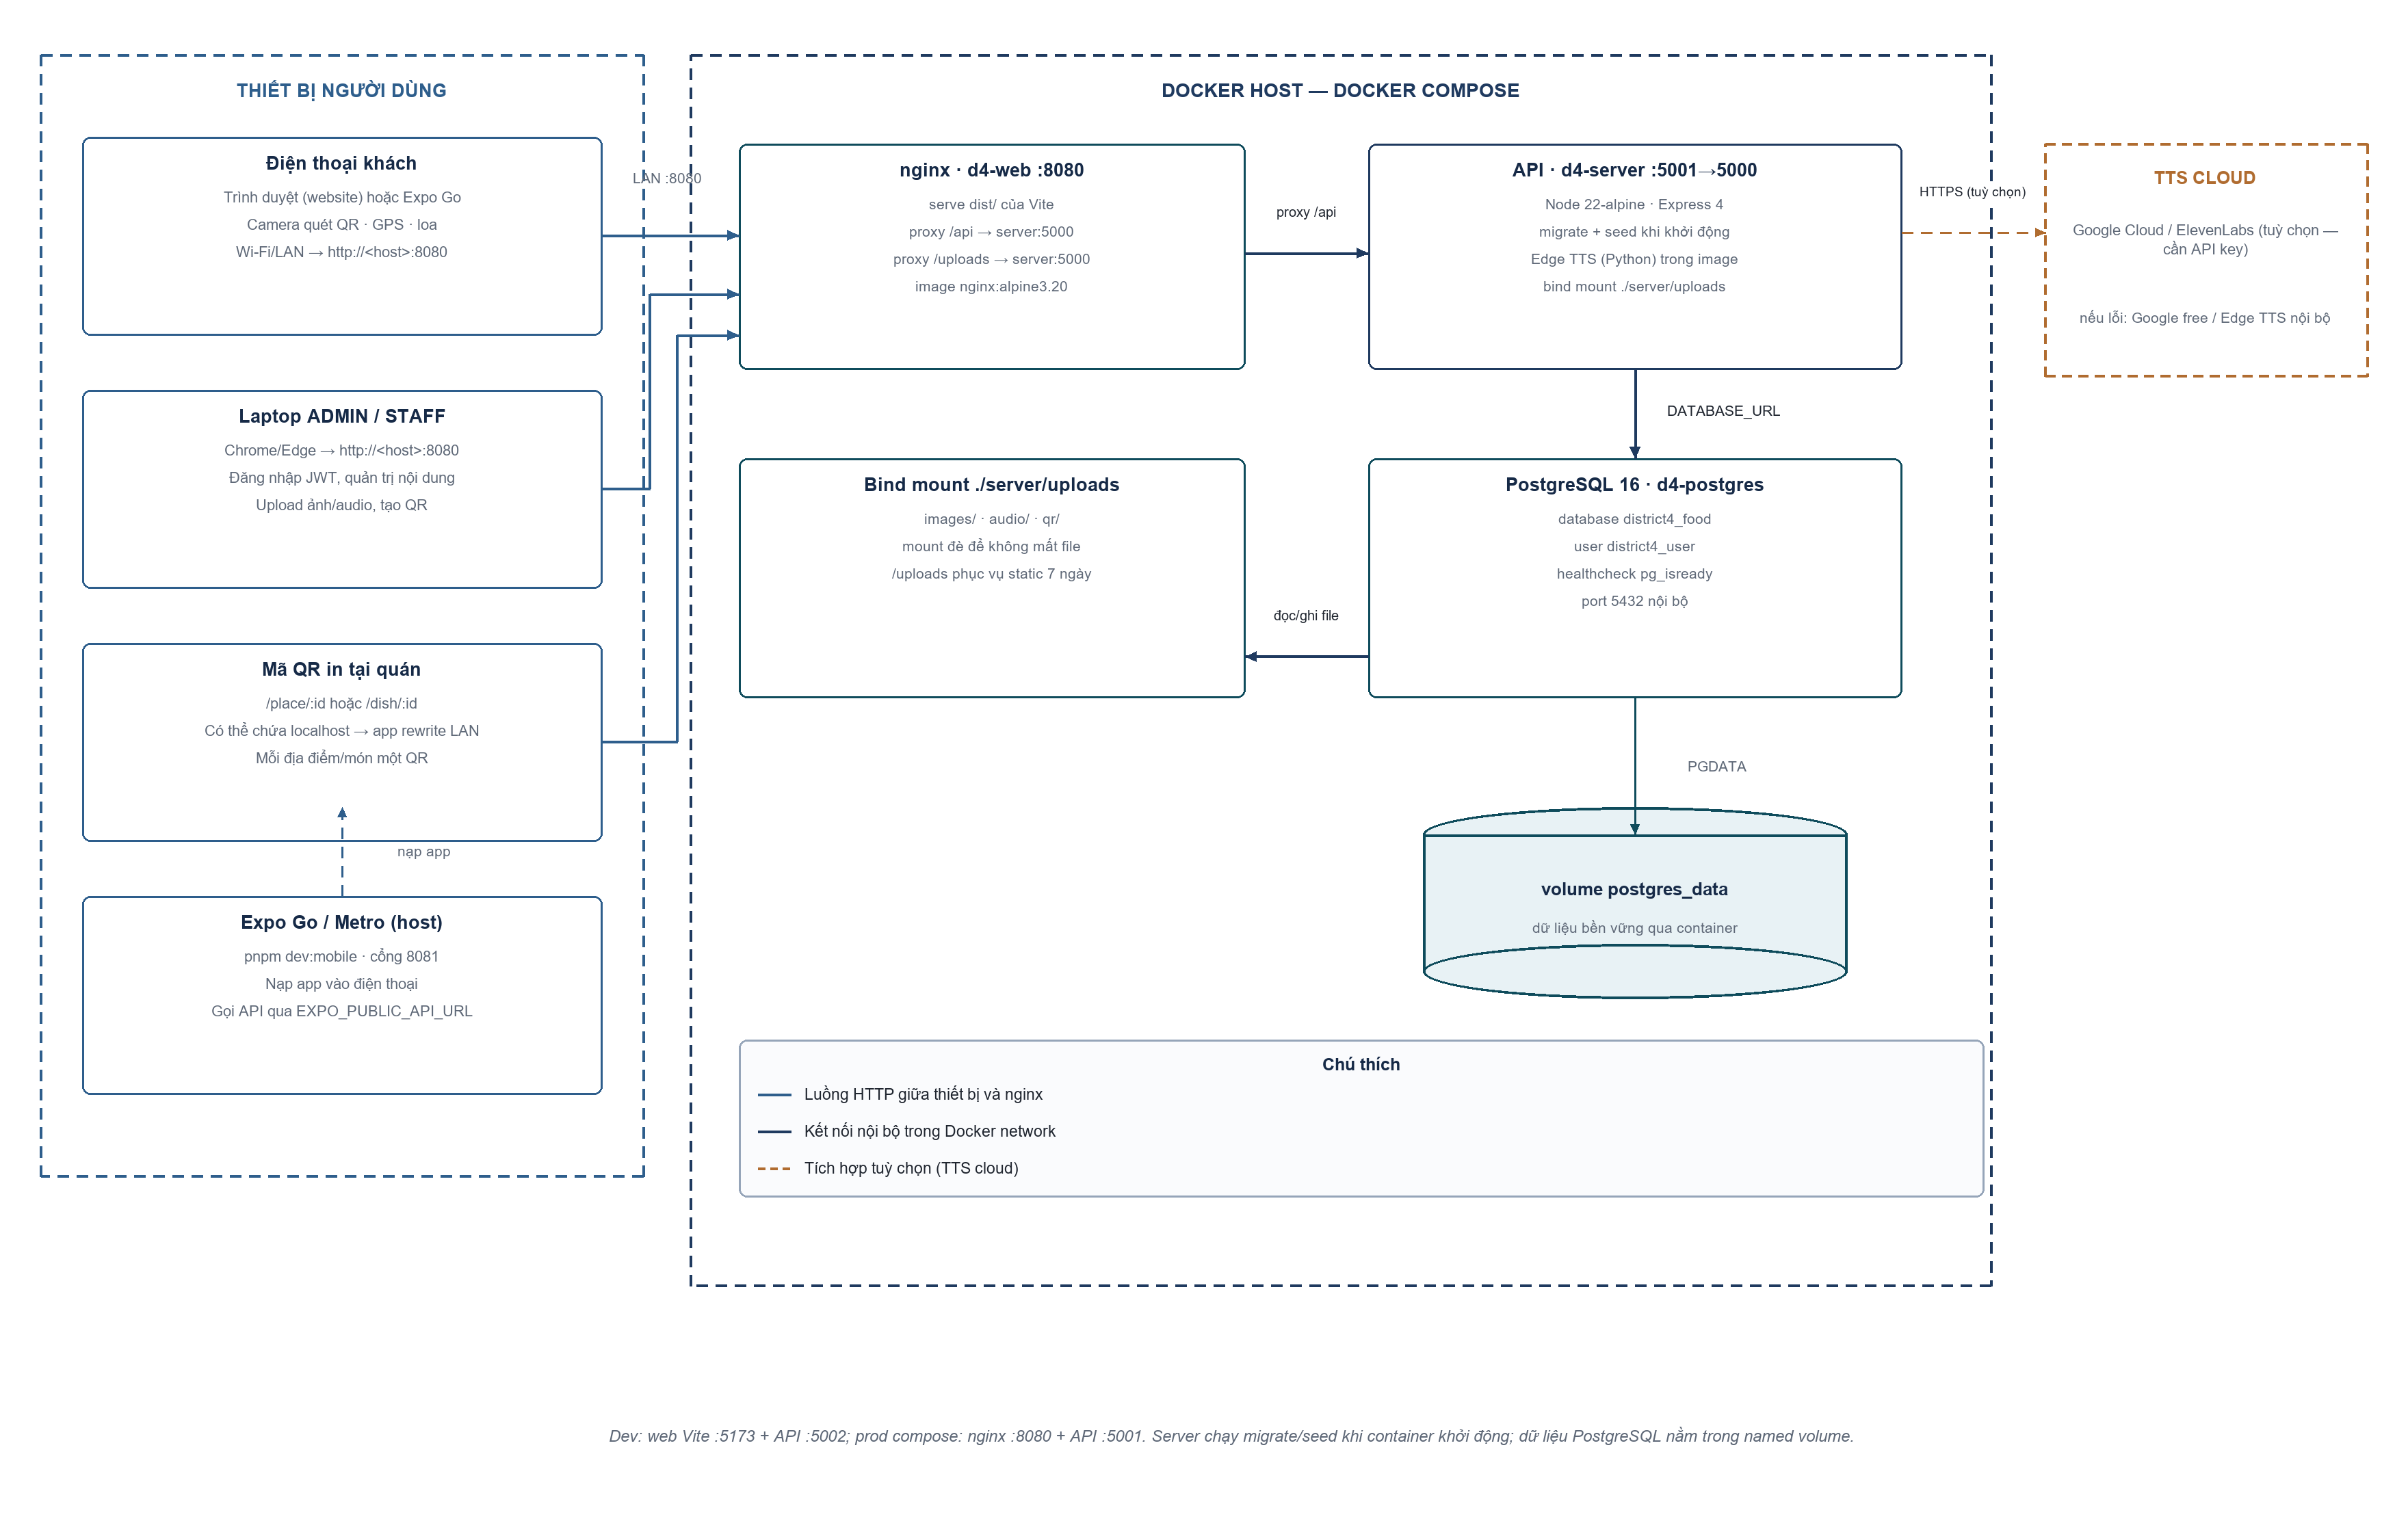 THIẾT BỊ NGƯỜI DÙNG
Điện thoại khách
Trình duyệt (website) hoặc Expo Go
Camera quét QR · GPS · loa
Wi-Fi/LAN → http://<host>:8080
Laptop ADMIN / STAFF
Chrome/Edge → http://<host>:8080
Đăng nhập JWT, quản trị nội dung
Upload ảnh/audio, tạo QR
Mã QR in tại quán
/place/:id hoặc /dish/:id
Có thể chứa localhost → app rewrite LAN
Mỗi địa điểm/món một QR
nạp app
Expo Go / Metro (host)
pnpm dev:mobile · cổng 8081
Nạp app vào điện thoại
Gọi API qua EXPO_PUBLIC_API_URL
LAN :8080
DOCKER HOST — DOCKER COMPOSE
nginx · d4-web :8080
serve dist/ của Vite
proxy /api → server:5000
proxy /uploads → server:5000
image nginx:alpine3.20
proxy /api
API · d4-server :5001→5000
Node 22-alpine · Express 4
migrate + seed khi khởi động
Edge TTS (Python) trong image
bind mount ./server/uploads
HTTPS (tuỳ chọn)
TTS CLOUD
Google Cloud / ElevenLabs (tuỳ chọn —
cần API key)
nếu lỗi: Google free / Edge TTS nội bộ
DATABASE_URL
Bind mount ./server/uploads
images/ · audio/ · qr/
mount đè để không mất file
/uploads phục vụ static 7 ngày
đọc/ghi file
PostgreSQL 16 · d4-postgres
database district4_food
user district4_user
healthcheck pg_isready
port 5432 nội bộ
PGDATA
volume postgres_data
dữ liệu bền vững qua container
Chú thích
Luồng HTTP giữa thiết bị và nginx
Kết nối nội bộ trong Docker network
Tích hợp tuỳ chọn (TTS cloud)
Dev: web Vite :5173 + API :5002; prod compose: nginx :8080 + API :5001. Server chạy migrate/seed khi container khởi động; dữ liệu PostgreSQL nằm trong named volume.